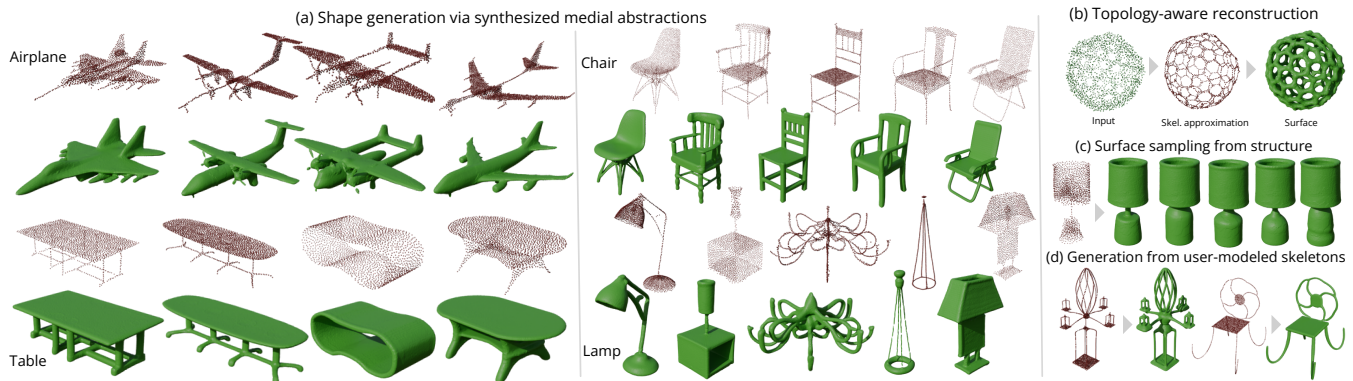 (a) Shape generation via synthesized medial abstractions
Airplane
Table
Chair
Lamp
(b) Topology-aware reconstruction
Input
Skel. approximation
Surface
(c) Surface sampling from structure
(d) Generation from user-modeled skeletons